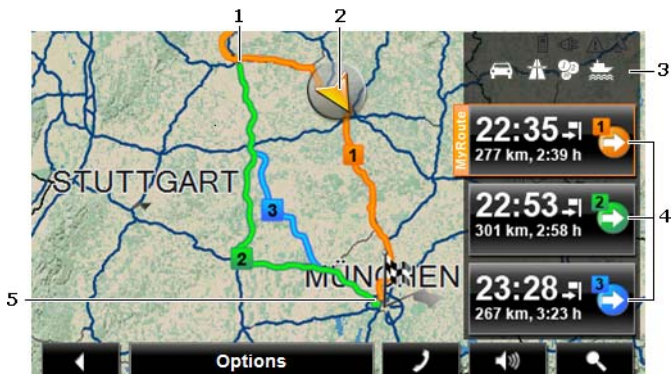 1
2
3
MyRoute
22:35
1
277 km, 2:39 h
22:53
2
301 km, 2:58 h
4
23:28
3
267 km, 3:23 h
STUTTGART
1
3
2
MÜNCHEN
5
Options